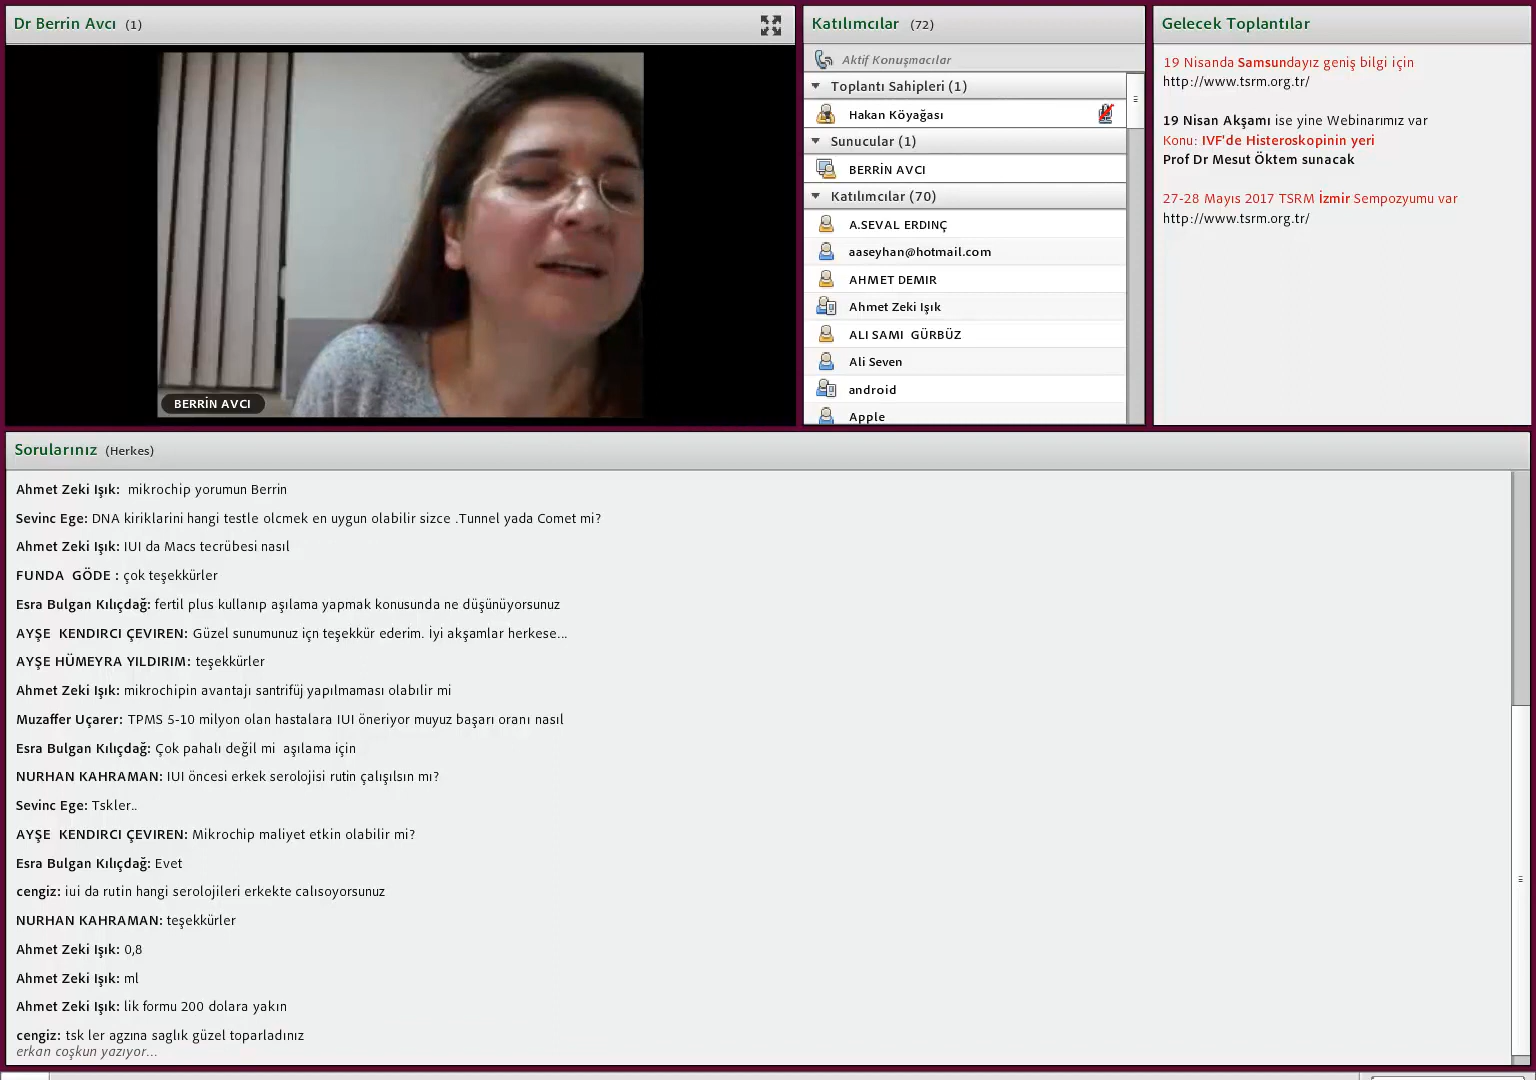 Dr Berrin Avcı (1)
BERRİN AVCI
Katılımcılar (72)
Aktif Konuşmacılar
Toplantı Sahipleri (1)
Hakan Köyağası
Sunucular (1)
BERRİN AVCI
Katılımcılar (70)
A.SEVAL ERDINÇ
aaseyhan@hotmail.com
AHMET DEMIR
Ahmet Zeki Işık
ALI SAMI GÜRBÜZ
Ali Seven
android
Apple
Gelecek Toplantılar
19 Nisanda Samsundayız geniş bilgi için
http://www.tsrm.org.tr/
19 Nisan Akşamı ise yine Webinarımız var
Konu: IVF'de Histeroskopinin yeri
Prof Dr Mesut Öktem sunacak
27-28 Mayıs 2017 TSRM İzmir Sempozyumu var
http://www.tsrm.org.tr/
Sorularınız (Herkes)
Ahmet Zeki Işık: mikrochip yorumun Berrin
Sevinc Ege: DNA kiriklarini hangi testle olcmek en uygun olabilir sizce .Tunnel yada Comet mi?
Ahmet Zeki Işık: IUI da Macs tecrübesi nasıl
FUNDA GÖDE : çok teşekkürler
Esra Bulgan Kılıçdağ: fertil plus kullanıp aşılama yapmak konusunda ne düşünüyorsunuz
AYŞE KENDIRCI ÇEVIREN: Güzel sunumunuz içn teşekkür ederim. İyi akşamlar herkese...
AYŞE HÜMEYRA YILDIRIM: teşekkürler
Ahmet Zeki Işık: mikrochipin avantajı santrifüj yapılmaması olabılır mi
Muzaffer Uçarer: TPMS 5-10 milyon olan hastalara IUI öneriyor muyuz başarı oranı nasıl
Esra Bulgan Kılıçdağ: Çok pahalı değil mi aşılama için
NURHAN KAHRAMAN: IUI öncesi erkek serolojisi rutin çalışılsın mı?
Sevinc Ege: Tskler..
AYŞE KENDIRCI ÇEVIREN: Mikrochip maliyet etkin olabilir mi?
Esra Bulgan Kılıçdağ: Evet
cengiz: iui da rutin hangi serolojileri erkekte calısoyorsunuz
NURHAN KAHRAMAN: teşekkürler
Ahmet Zeki Işık: 0,8
Ahmet Zeki Işık: ml
Ahmet Zeki Işık: lik formu 200 dolara yakın
cengiz: tsk ler agzına saglık güzel toparladınız
erkan coşkun yazıyor...